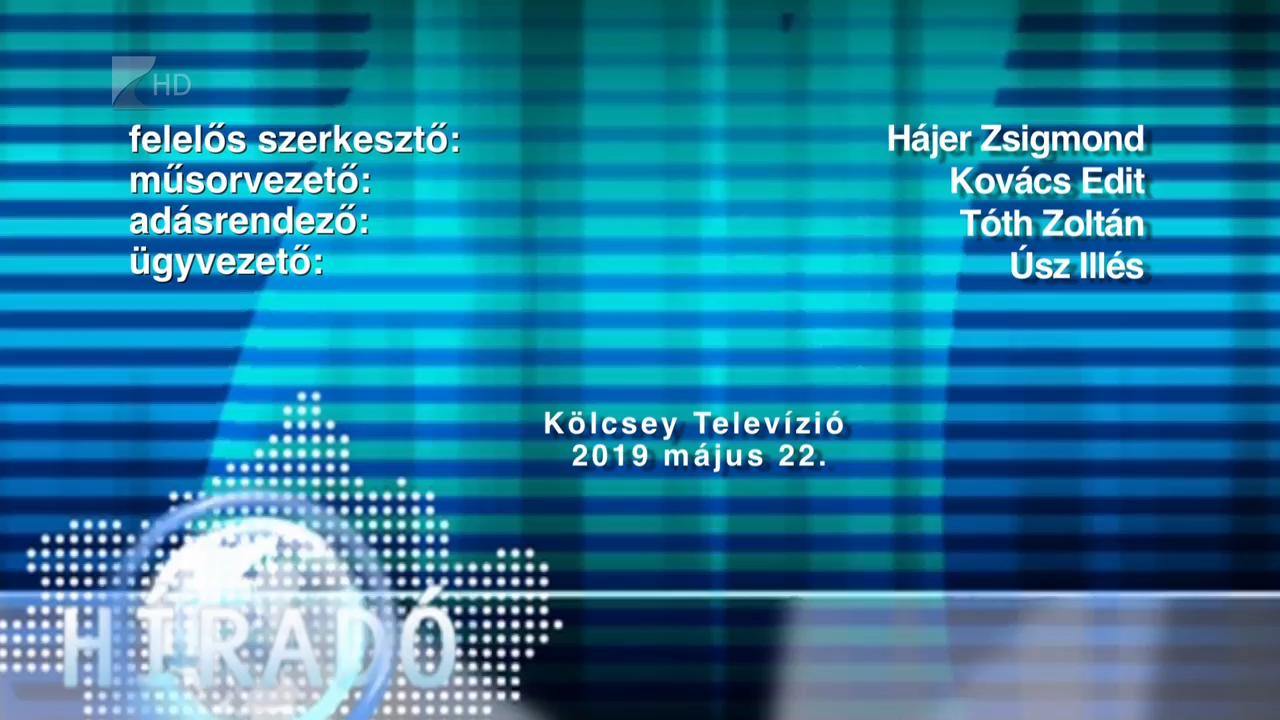 HD
felelős szerkesztő: Hájer Zsigmond
műsorvezető: Kovács Edit
adásrendező: Tóth Zoltán
ügyvezető: Úsz Illés
Kölcsey Televízió
2019 május 22.
HÍRADÓ